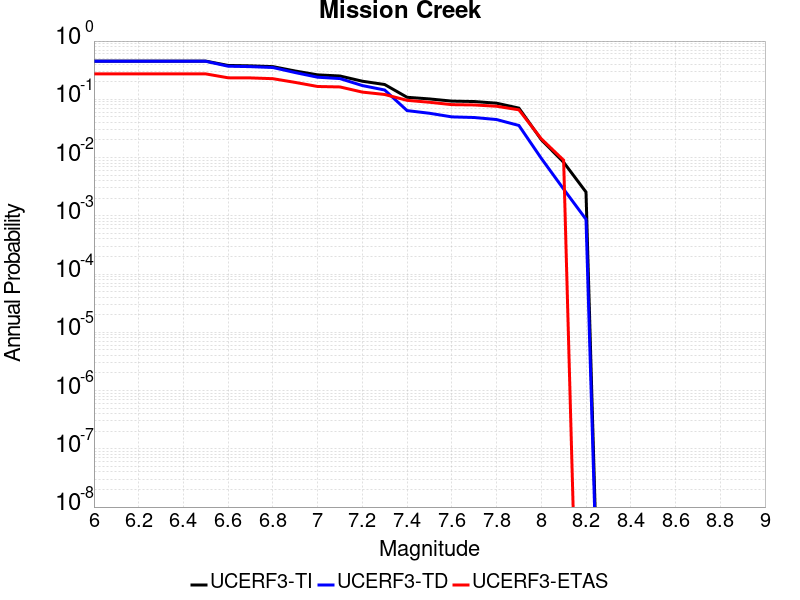 Mission Creek
Annual Probability
10^0
10^-1
10^-2
10^-3
10^-4
10^-5
10^-6
10^-7
10^-8
6 6.2 6.4 6.6 6.8 7 7.2 7.4 7.6 7.8 8 8.2 8.4 8.6 8.8 9
Magnitude
UCERF3-TI UCERF3-TD UCERF3-ETAS